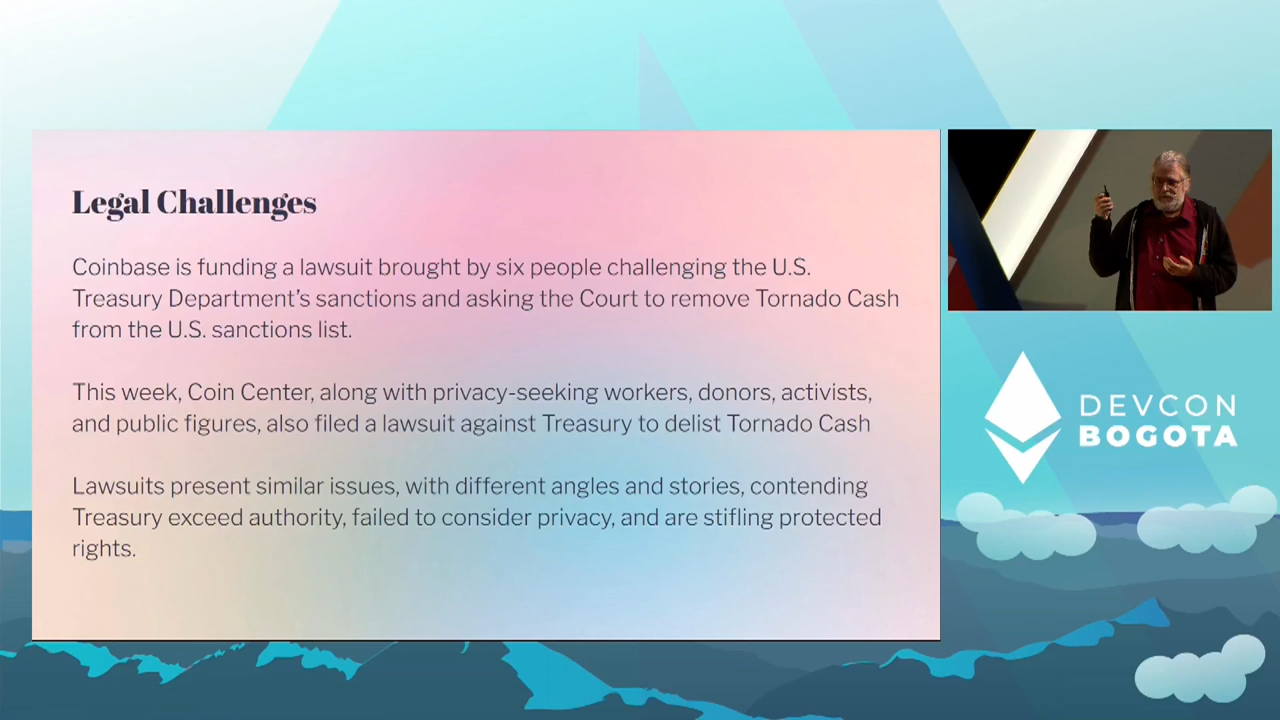 Legal Challenges
Coinbase is funding a lawsuit brought by six people challenging the U.S.
Treasury Department’s sanctions and asking the Court to remove Tornado Cash
from the U.S. sanctions list.
This week, Coin Center, along with privacy-seeking workers, donors, activists,
and public figures, also filed a lawsuit against Treasury to delist Tornado Cash
Lawsuits present similar issues, with different angles and stories, contending
Treasury exceed authority, failed to consider privacy, and are stifling protected
rights.
DEVCON
BOGOTA